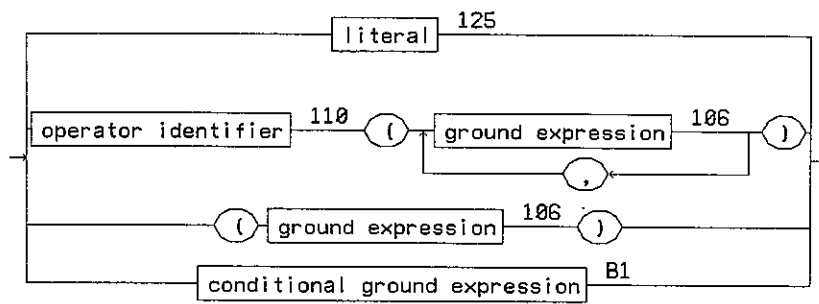 literal 125
operator identifier 110 ( ground expression 106 )
,
( ground expression 106 )
conditional ground expression B1